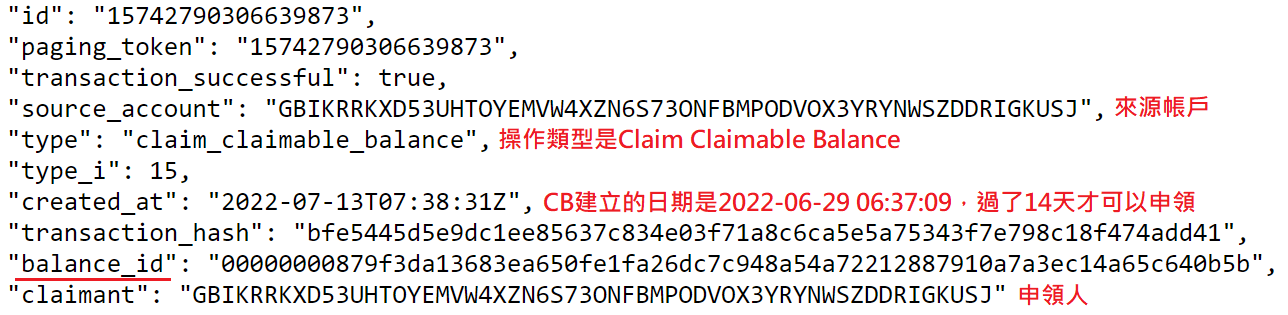 "id": "15742790306639873",
"paging_token": "15742790306639873",
"transaction_successful": true,
"source_account": "GBIKRRKXD53UHTOYEMVW4XZN6S73ONFBMPODVOX3YRYNWSZDDRIGKUSJ", 來源帳戶
"type": "claim_claimable_balance", 操作類型是Claim Claimable Balance
"type_i": 15,
"created_at": "2022-07-13T07:38:31Z", CB建立的日期是2022-06-29 06:37:09，過了14天才可以申領
"transaction_hash": "bfe5445d5e9dc1ee85637c834e03f71a8c6ca5e5a75343f7e798c18f474add41",
"balance_id": "00000000879f3da13683ea650fe1fa26dc7c948a54a72212887910a7a3ec14a65c640b5b",
"claimant": "GBIKRRKXD53UHTOYEMVW4XZN6S73ONFBMPODVOX3YRYNWSZDDRIGKUSJ" 申領人